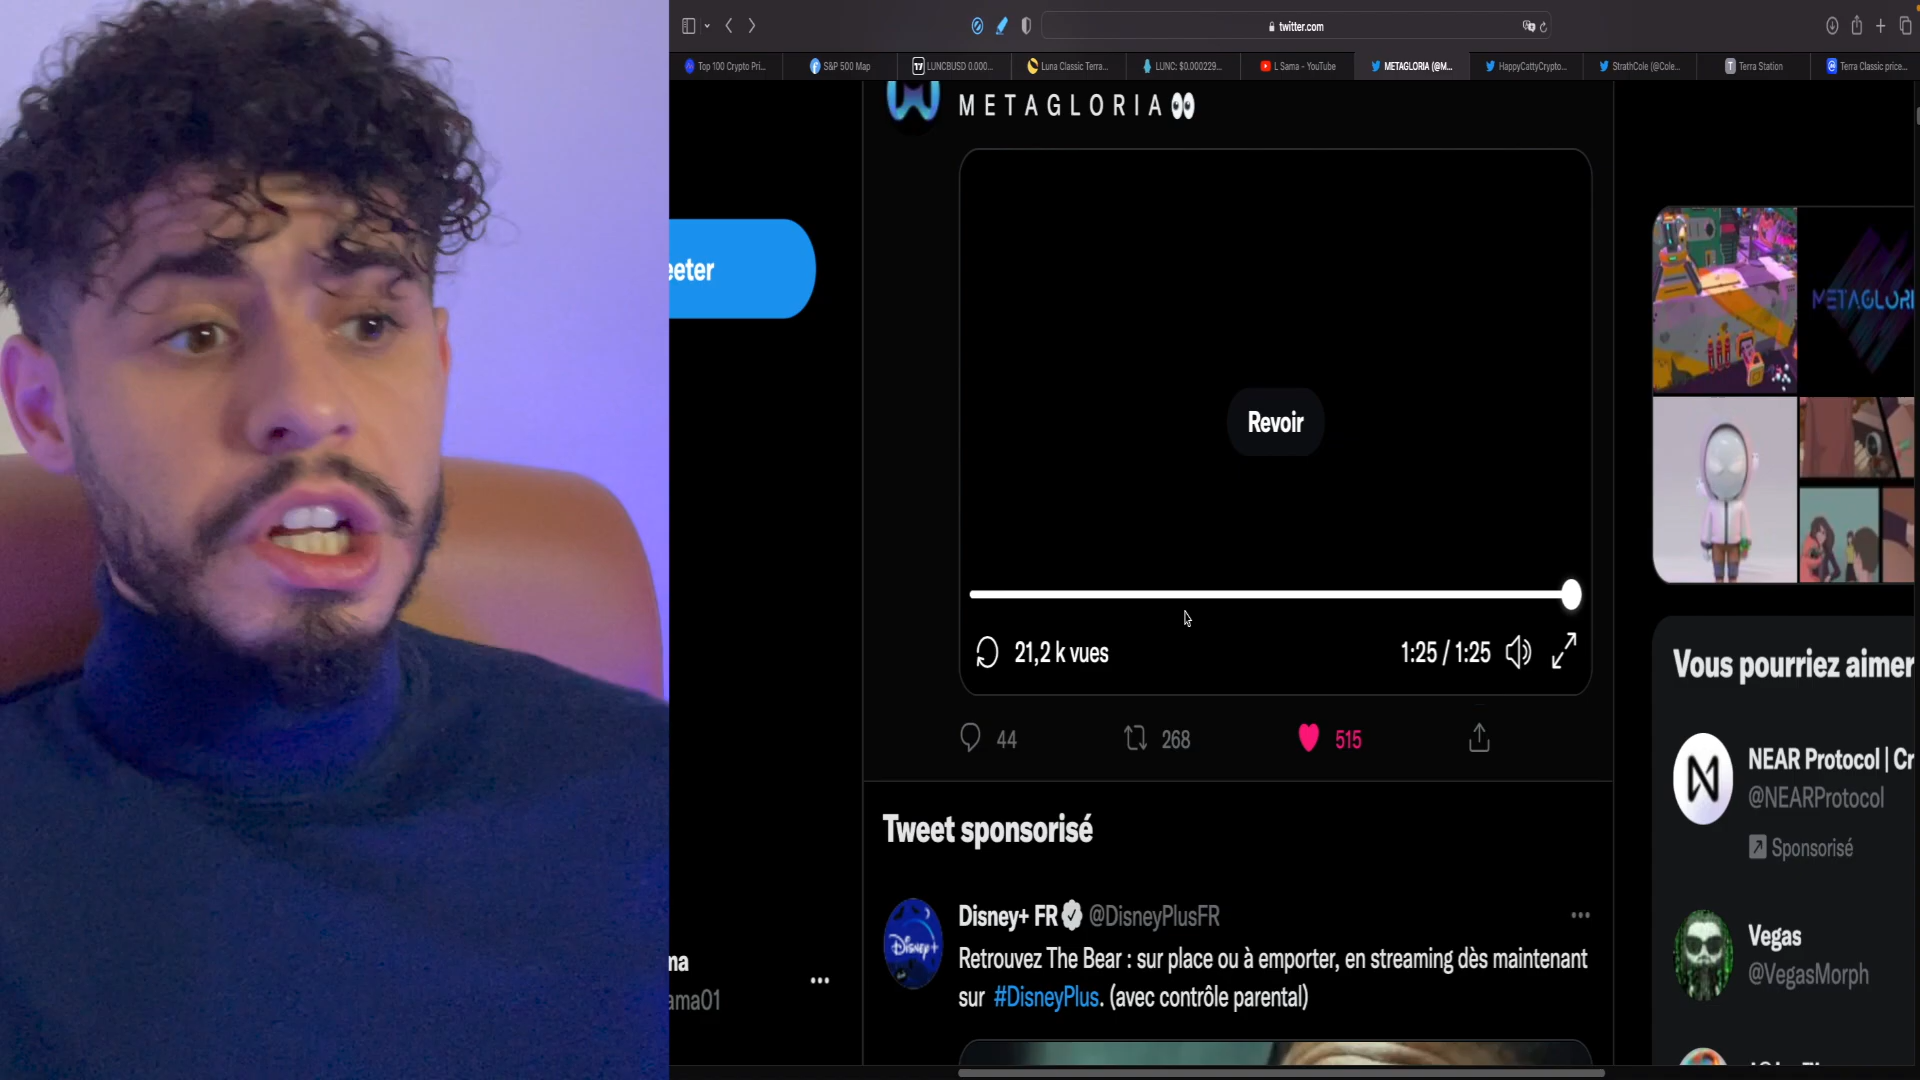 twitter.com
Top 100 Crypto Pri...
S&P 500 Map
LUNCBUSD 0.000...
Luna Classic Terra...
LUNC: $0.000229...
L Sama - YouTube
METAGLORIA (@M...
HappyCattyCrypto...
StrathCole (@Cole...
Terra Station
Terra Classic price...
METAGLORIA👀
eeter
METAGLORI
Revoir
21,2 k vues
1:25 / 1:25
44
268
515
Vous pourriez aimer
NEAR Protocol | Cr
@NEARProtocol
Sponsorisé
Tweet sponsorisé
Disney+ FR @DisneyPlusFR
Disney+
Retrouvez The Bear : sur place ou à emporter, en streaming dès maintenant
sur #DisneyPlus. (avec contrôle parental)
Vegas
@VegasMorph
na
ama01